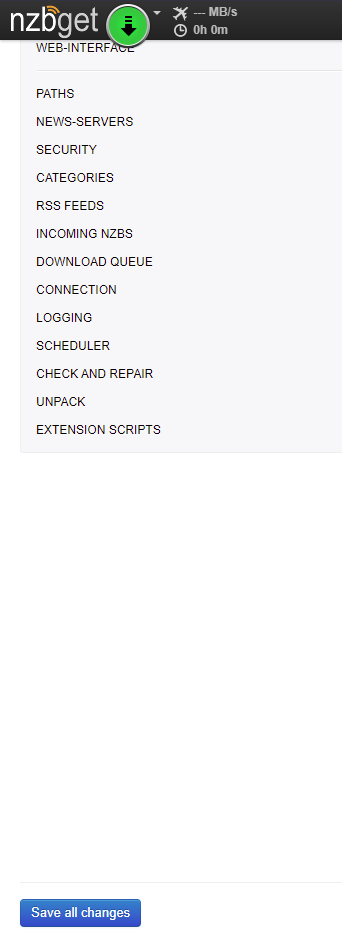 nzbget
--- MB/s
0h 0m
WEB-INTERFACE
PATHS
NEWS-SERVERS
SECURITY
CATEGORIES
RSS FEEDS
INCOMING NZBS
DOWNLOAD QUEUE
CONNECTION
LOGGING
SCHEDULER
CHECK AND REPAIR
UNPACK
EXTENSION SCRIPTS
Save all changes